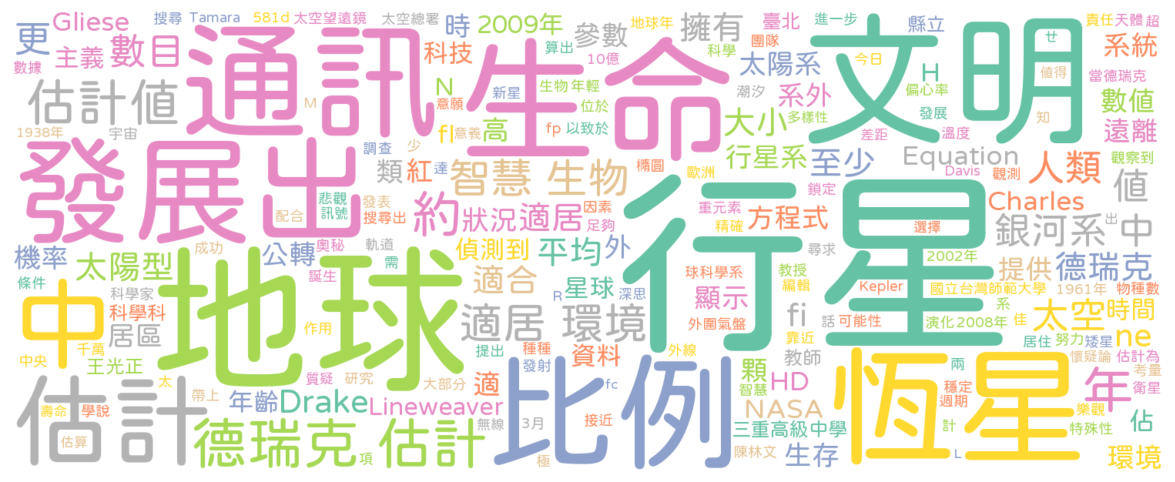 Gliese 搜尋 Tamara 581d 太空望遠鏡 太空總署 時 2009年 參數 地球年 擁有 臺北 進一步 縣立 責任 天體 超
更 主義 數目 通訊 生命 科技 算出 10億 科學 團隊 太陽系 文明 今日 せ 值得 系統
數據 估計值 N 意願 新星 生物 年輕 位於 潮汐 系外 H 偏心率 當德瑞克 數值
1938年 宇宙 M fl 意義 高 fp 以致於 大小 多樣性 發展 差距 溫度 知 遠離
發展出 調查 少 類 紅 達 智慧 生物 橢圓 歐洲 行星系 至少 Equation Davis 觀測 人類 觀察到
悲觀 訊號 配合 發表 搜尋出 約 狀況 適居 因素 足夠 重元素 精確 鎖定 方程式 行星 Charles 選擇 值
機率 太陽型 成功 奧秘 公轉 軌道 需 偵測到 平均 外 尋求 教授 編輯 2002年 銀河系 出 中 提供 德瑞克
條件 中 科學家 科學科 誕生 地球 適合 R 星球 深思 球科學系 顯示 Kepler 國立台灣師範大學 1961年 物種數
居區 作用 適居 環境 外圍氣盤 靠近 fi 話 可能性 演化 2008年 系 佳 太空 時間
中央 千萬 王光正 質疑 研究 提出 種種 發射 資料 外線 教師 居住 努力 矮星 ne 懷疑論 估計為 考量
估計 太 帶上 年齡 Drake 大部分 適 比例 fc 顆 智慧 HD 恆星 兩 穩定 週期 年 衛星
壽命 學說 Lineweaver 無線 3月 接近 NASA 三重高級中學 計 樂觀 特殊性 佔
估算 德瑞克 項 估計 極 陳林文 生存 L 環境